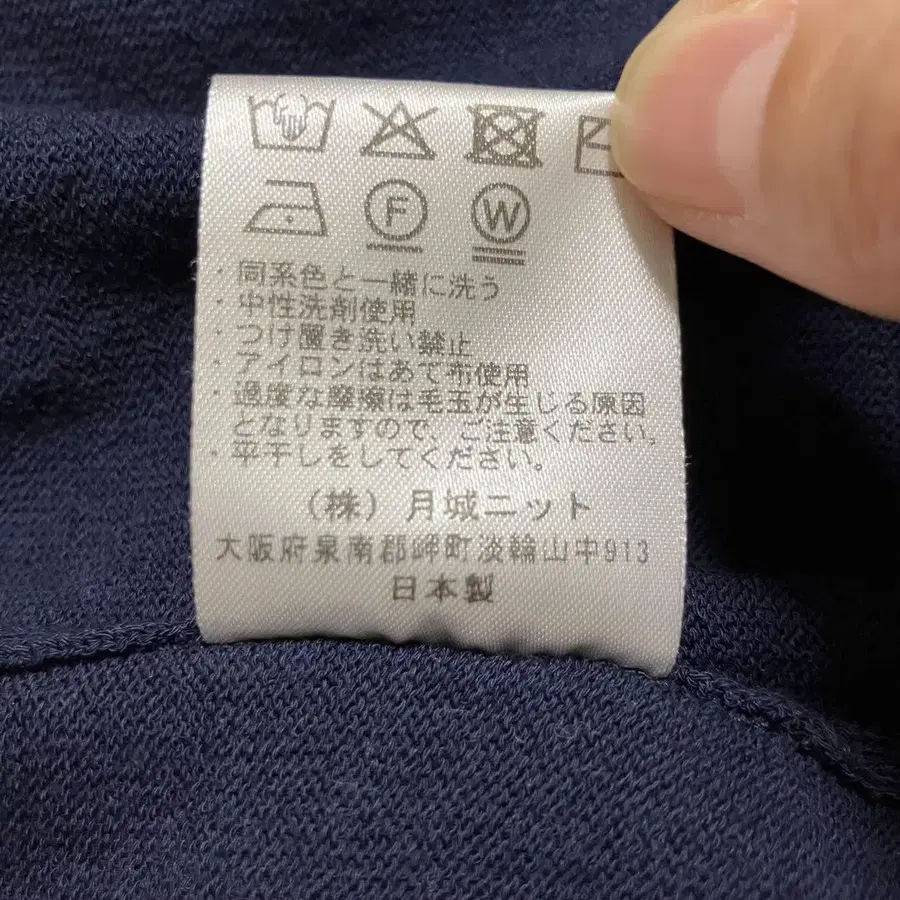 F W
・同系色と一緒に洗う
・中性洗剤使用
・つけ置き洗い禁止
・アイロンはあて布使用
・過度な摩擦は毛玉が生じる原因
となりますので、ご注意ください。
・平干しをしてください。
(株)月城ニット
大阪府泉南郡岬町淡輪山中913
日本製